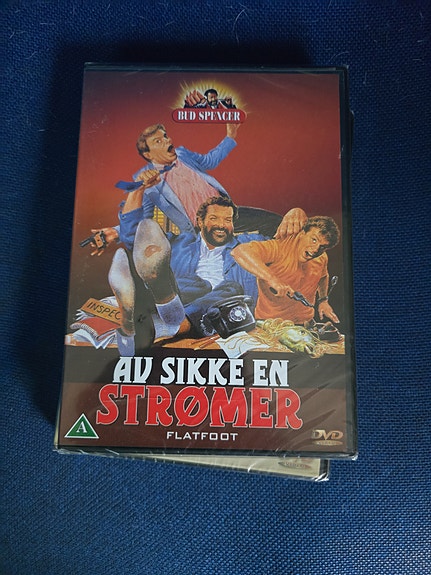 BUD SPENCER
INSPEC
AV SIKKE EN
STRØMER
FLATFOOT
A
DVD